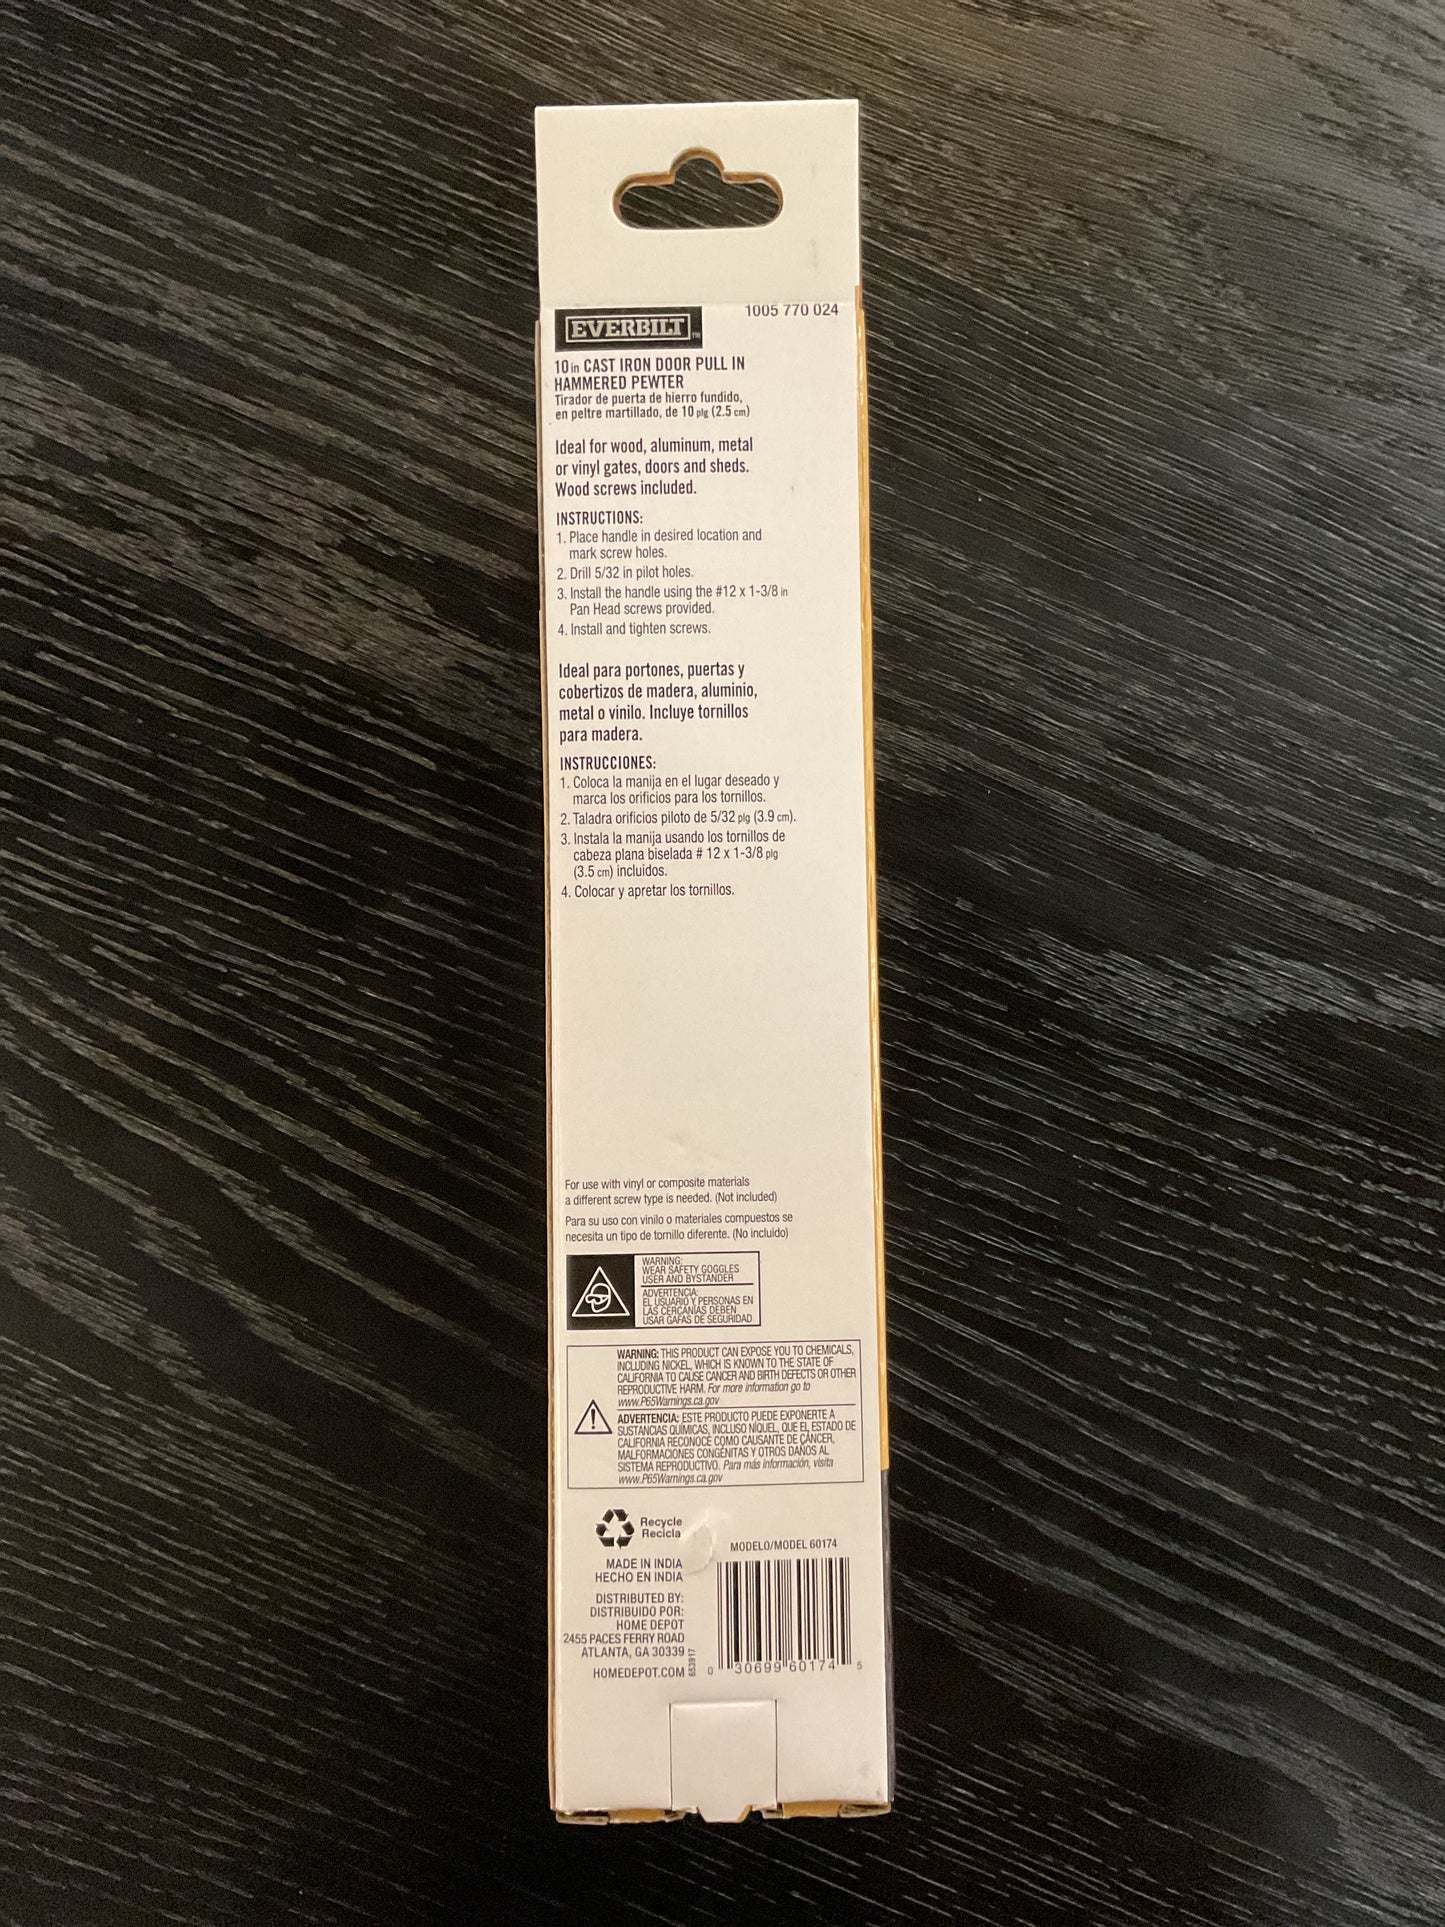 1005 770 024
EVERBILT™
10 in CAST IRON DOOR PULL IN
HAMMERED PEWTER
Tirador de puerta de hierro fundido,
en peltre martillado, de 10 plg (2.5 cm)
Ideal for wood, aluminum, metal
or vinyl gates, doors and sheds.
Wood screws included.
INSTRUCTIONS:
1. Place handle in desired location and
mark screw holes.
2. Drill 5/32 in pilot holes.
3. Install the handle using the #12 x 1-3/8 in
Pan Head screws provided.
4. Install and tighten screws.
Ideal para portones, puertas y
cobertizos de madera, aluminio,
metal o vinilo. Incluye tornillos
para madera.
INSTRUCCIONES:
1. Coloca la manija en el lugar deseado y
marca los orificios para los tornillos.
2. Taladra orificios piloto de 5/32 plg (3.9 cm).
3. Instala la manija usando los tornillos de
cabeza plana biselada # 12 x 1-3/8 plg
(3.5 cm) incluidos.
4. Colocar y apretar los tornillos.
For use with vinyl or composite materials
a different screw type is needed. (Not included)
Para su uso con vinilo o materiales compuestos se
necesita un tipo de tornillo diferente. (No incluido)
WARNING:
WEAR SAFETY GOGGLES
USER AND BYSTANDER
ADVERTENCIA:
EL USUARIO Y PERSONAS EN
LAS CERCANÍAS DEBEN
USAR GAFAS DE SEGURIDAD
WARNING: THIS PRODUCT CAN EXPOSE YOU TO CHEMICALS,
INCLUDING NICKEL, WHICH IS KNOWN TO THE STATE OF
CALIFORNIA TO CAUSE CANCER AND BIRTH DEFECTS OR OTHER
REPRODUCTIVE HARM. For more information go to
www.P65Warnings.ca.gov
ADVERTENCIA: ESTE PRODUCTO PUEDE EXPONERTE A
SUSTANCIAS QUÍMICAS, INCLUSO NÍQUEL, QUE EL ESTADO DE
CALIFORNIA RECONOCE COMO CAUSANTE DE CÁNCER,
MALFORMACIONES CONGÉNITAS Y OTROS DAÑOS AL
SISTEMA REPRODUCTIVO. Para más información, visita
www.P65Warnings.ca.gov
Recycle
Recicla
MADE IN INDIA
HECHO EN INDIA
DISTRIBUTED BY:
DISTRIBUIDO POR:
HOME DEPOT
2455 PACES FERRY ROAD
ATLANTA, GA 30339
HOMEDEPOT.COM
653917
MODELO/MODEL 60174
0 30699 60174 5